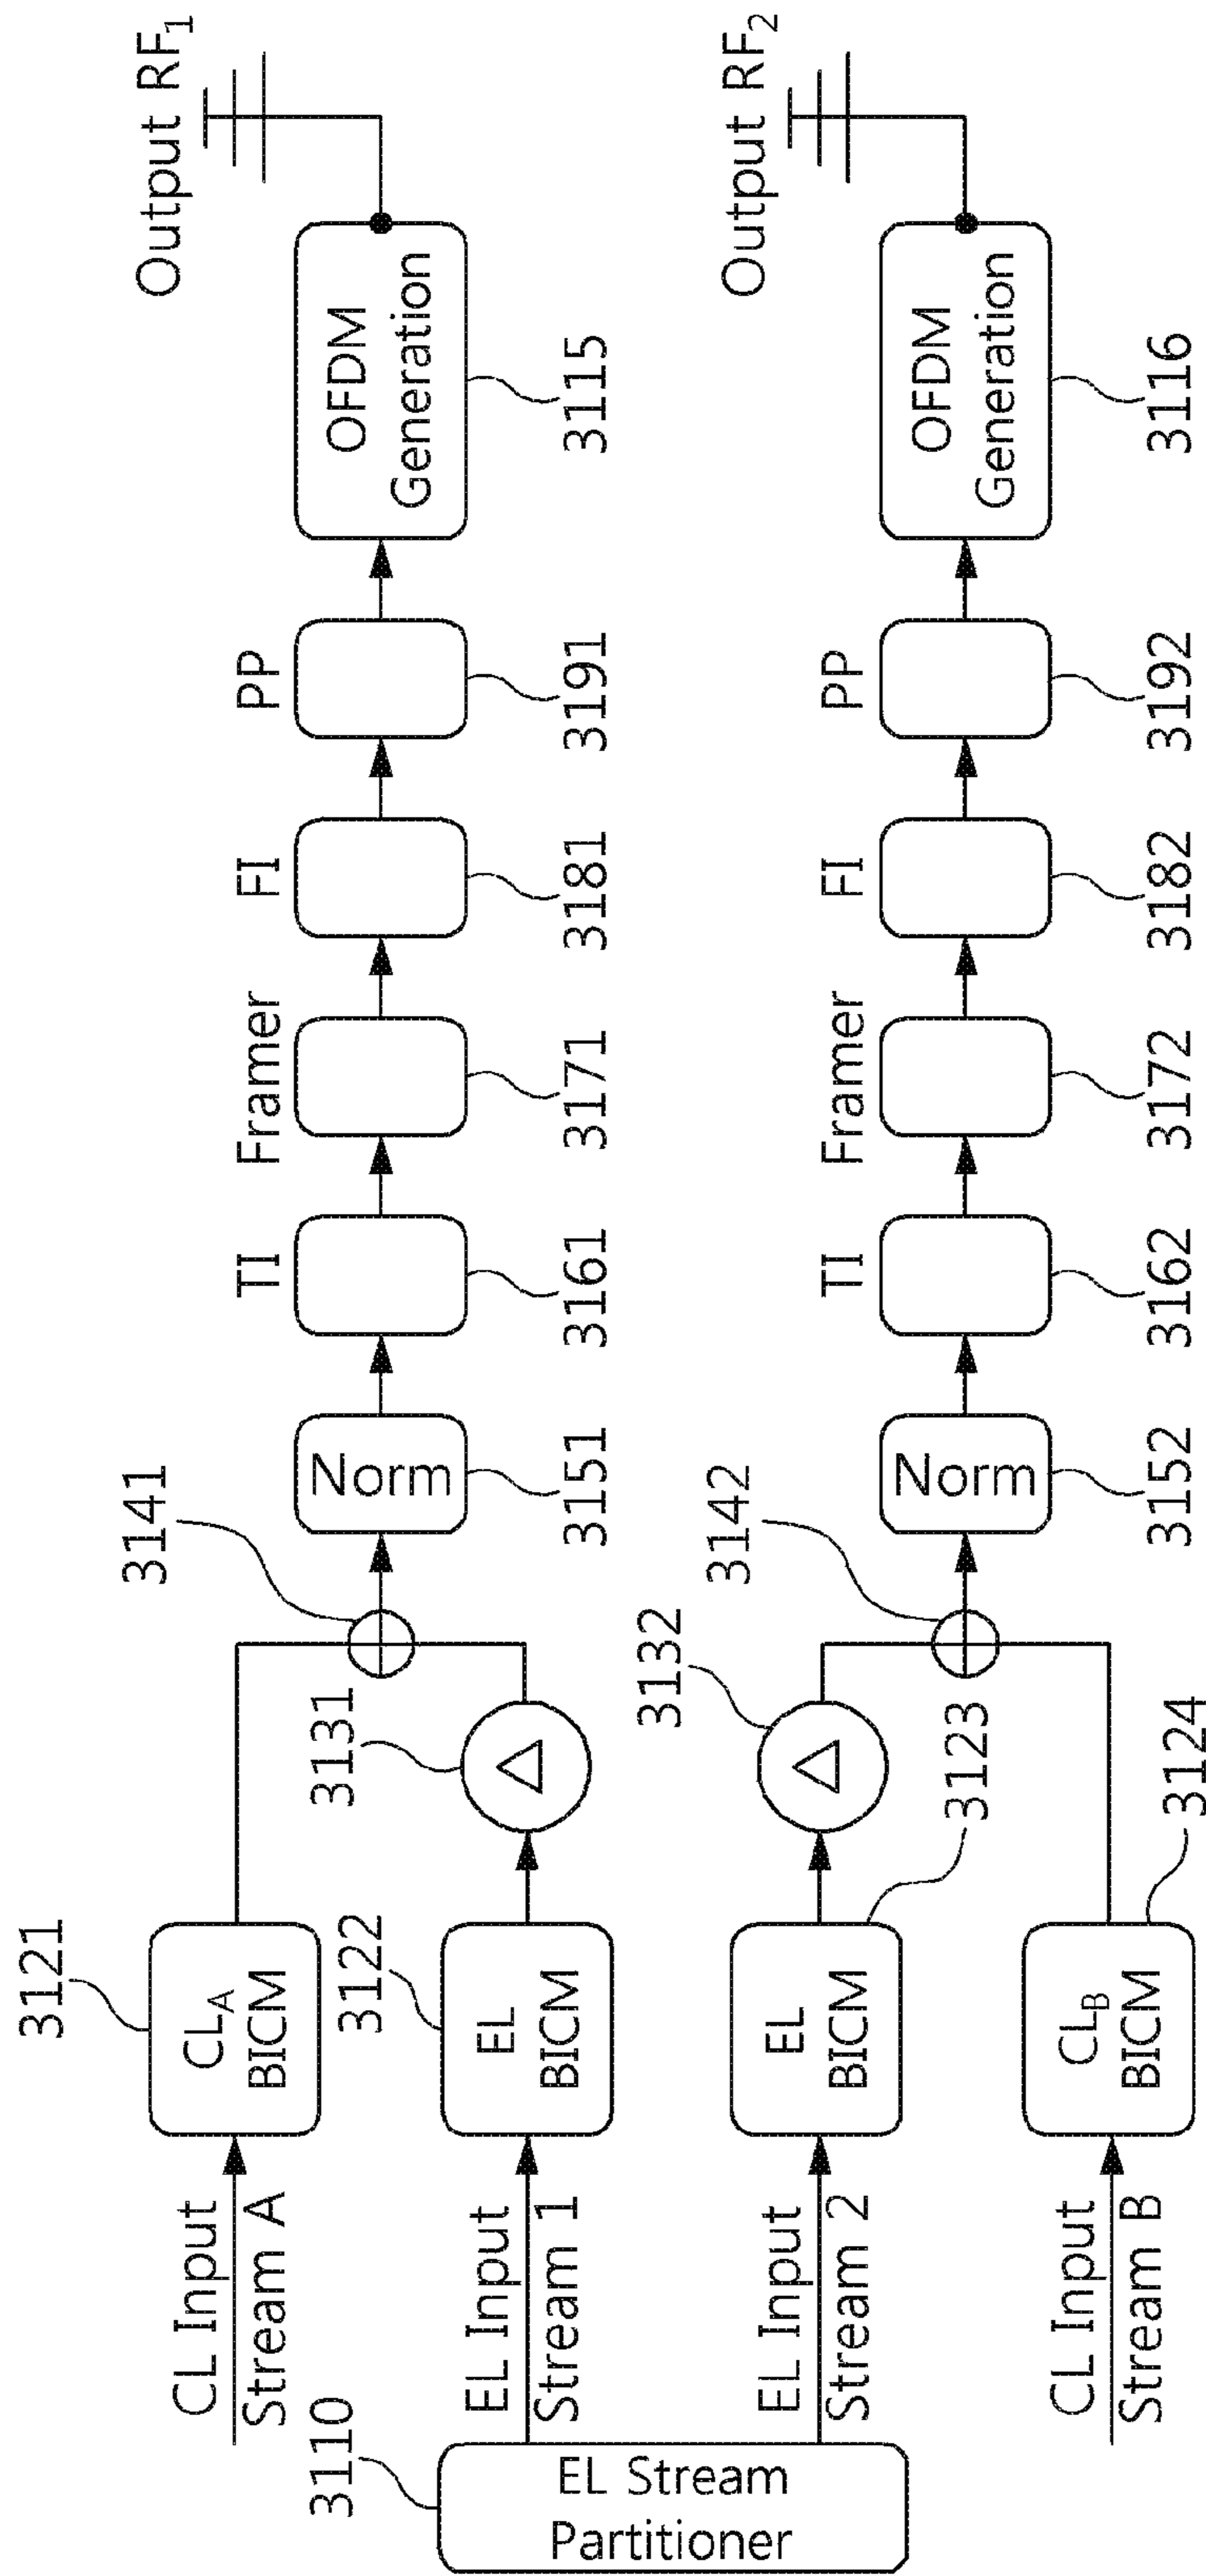 Output RF₁
OFDM
Generation
3115
PP
3191
FI
3181
Framer
3171
TI
3161
Norm
3151
3141
3131
3121
CL_A
BICM
3122
EL
BICM
CL Input
Stream A
EL Input
Stream 1
3110
EL Stream
Partitioner
Output RF₂
OFDM
Generation
3116
PP
3192
FI
3182
Framer
3172
TI
3162
Norm
3152
3142
3132
3123
EL
BICM
3124
CL_B
BICM
EL Input
Stream 2
CL Input
Stream B